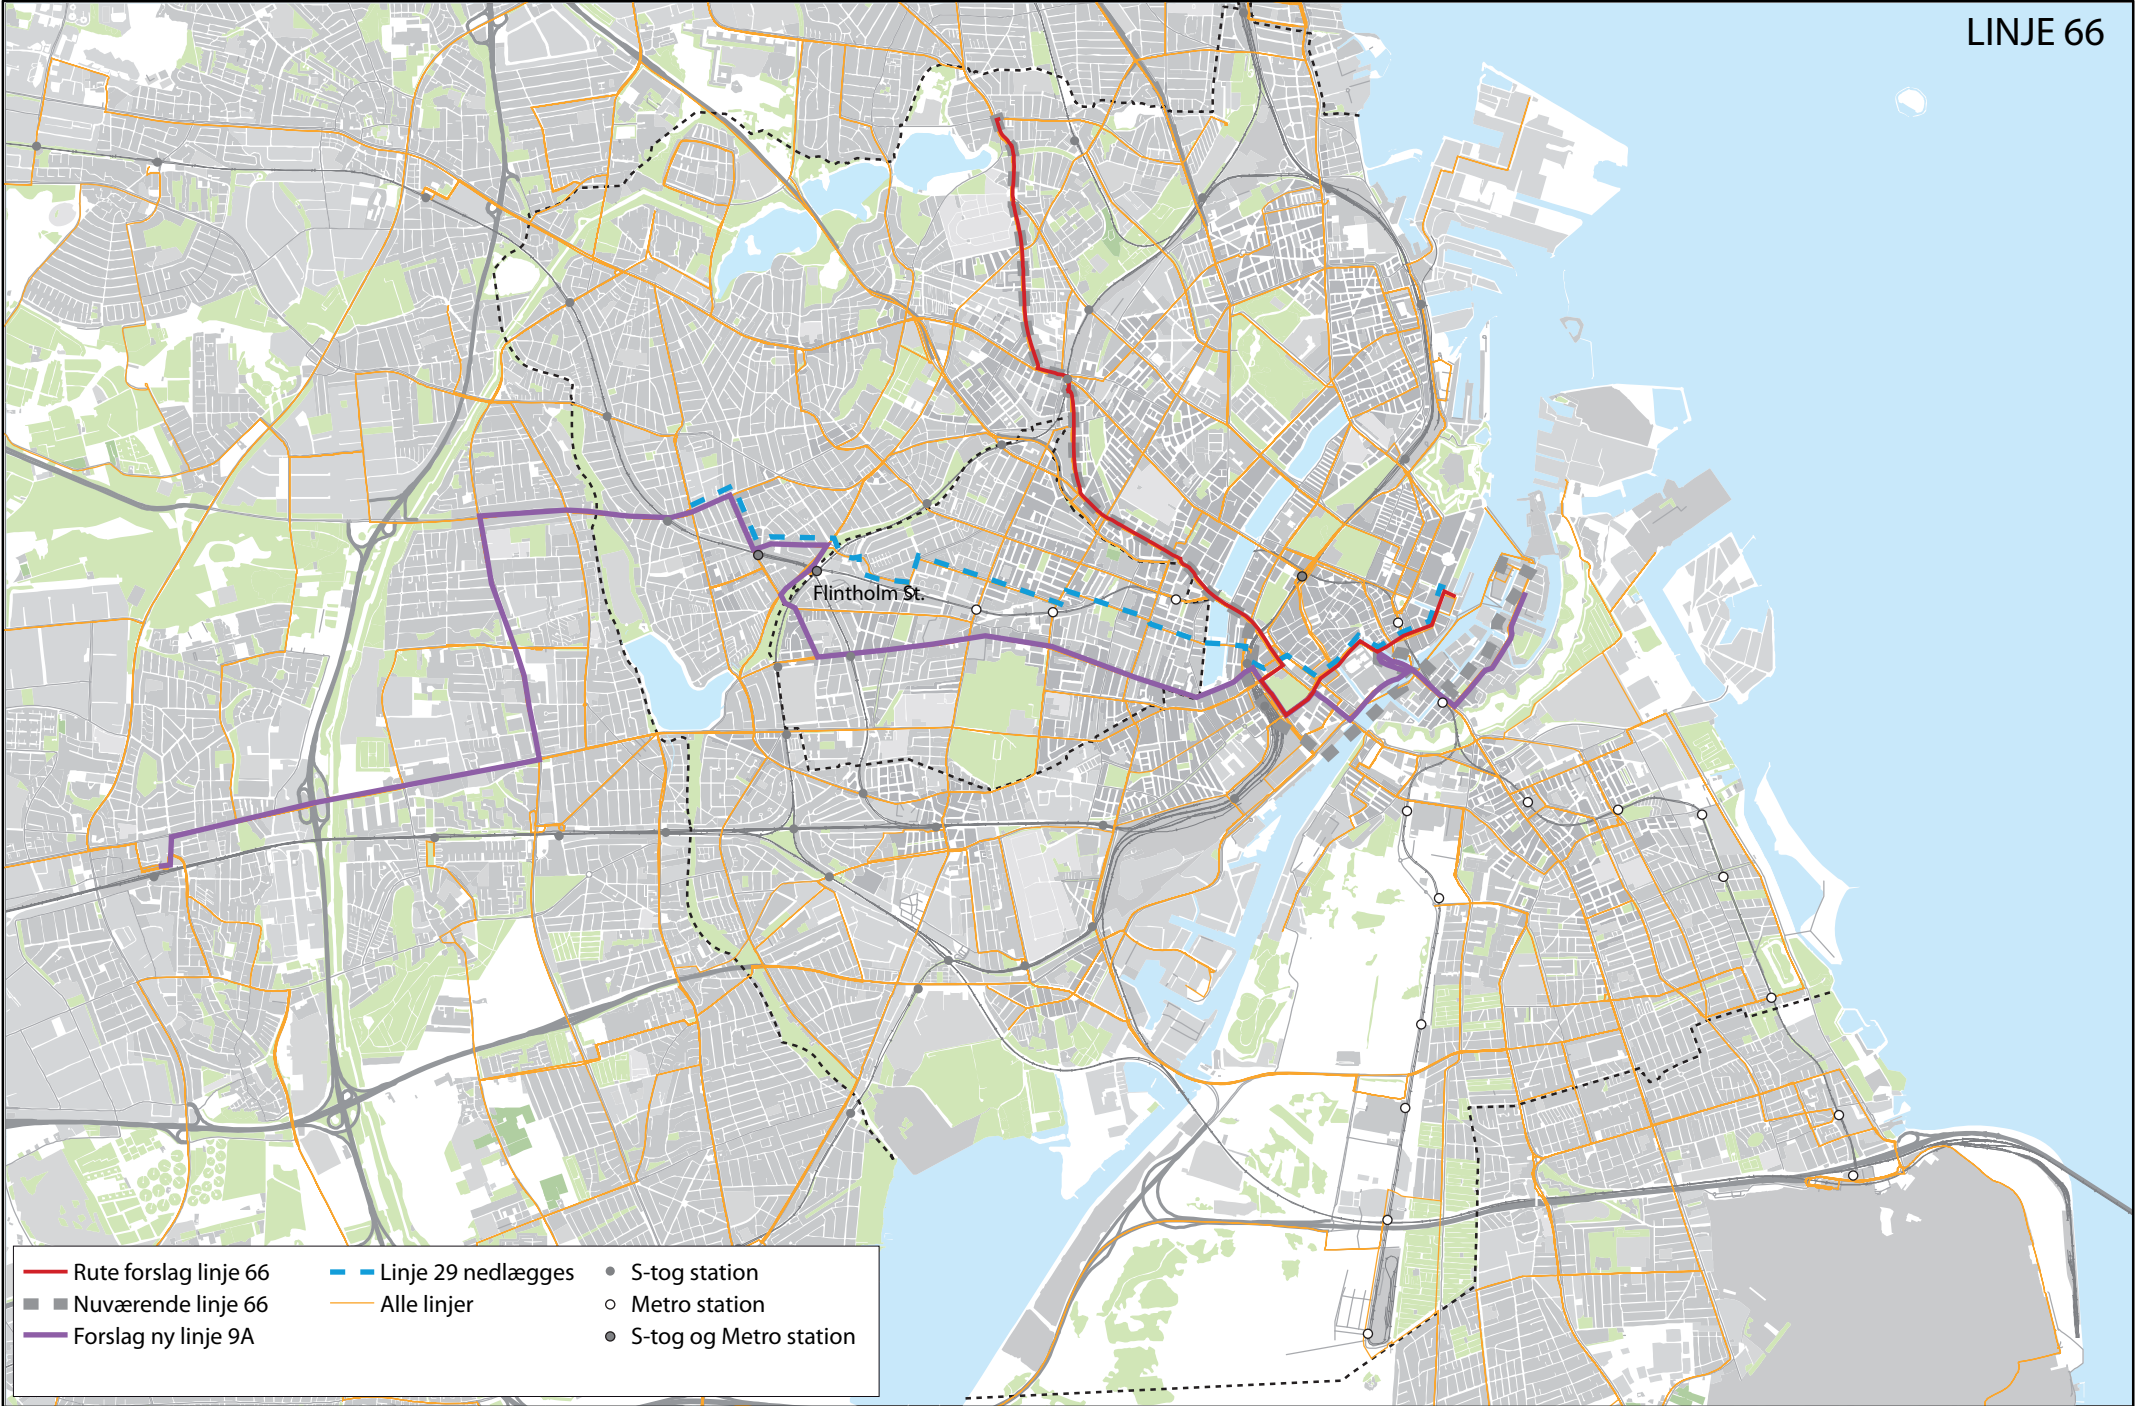 LINJE 66
Flintholm St.
Rute forslag linje 66
Nuværende linje 66
Forslag ny linje 9A
Linje 29 nedlægges
Alle linjer
S-tog station
Metro station
S-tog og Metro station